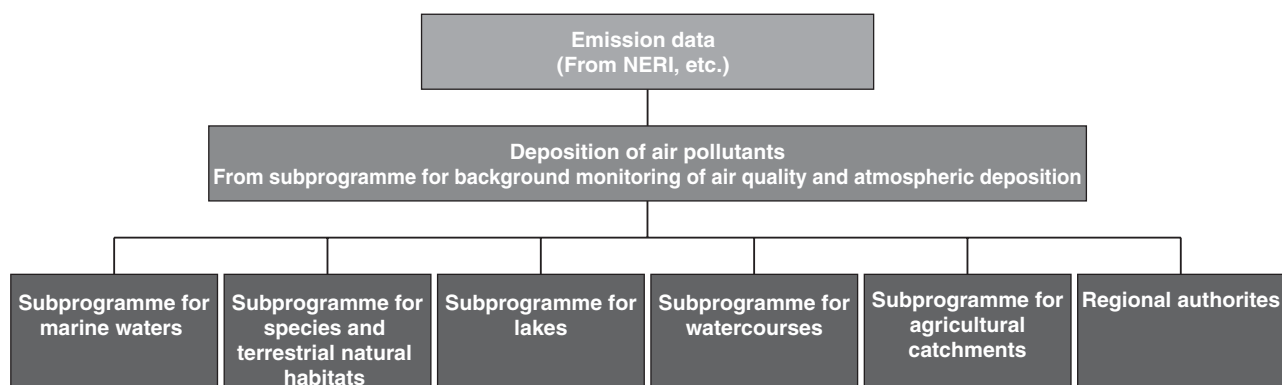 Emission data
(From NERI, etc.)
Deposition of air pollutants
From subprogramme for background monitoring of air quality and atmospheric deposition
Subprogramme for
marine waters
Subprogramme for
species and
terrestrial natural
habitats
Subprogramme for
lakes
Subprogramme for
watercourses
Subprogramme for
agricultural
catchments
Regional authorites